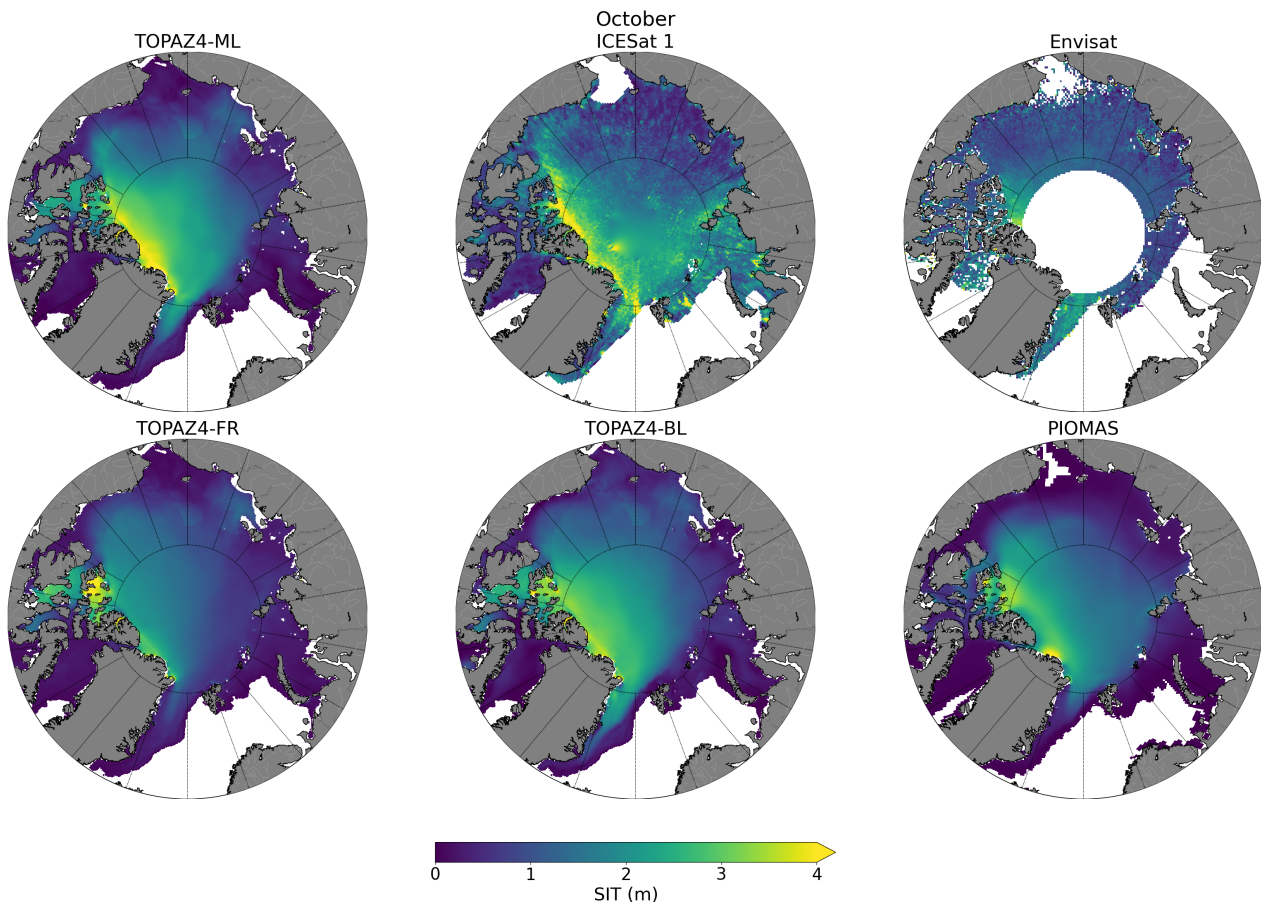 October
TOPAZ4-ML
ICESat 1
Envisat
TOPAZ4-FR
TOPAZ4-BL
PIOMAS
0 1 2 3 4
SIT (m)